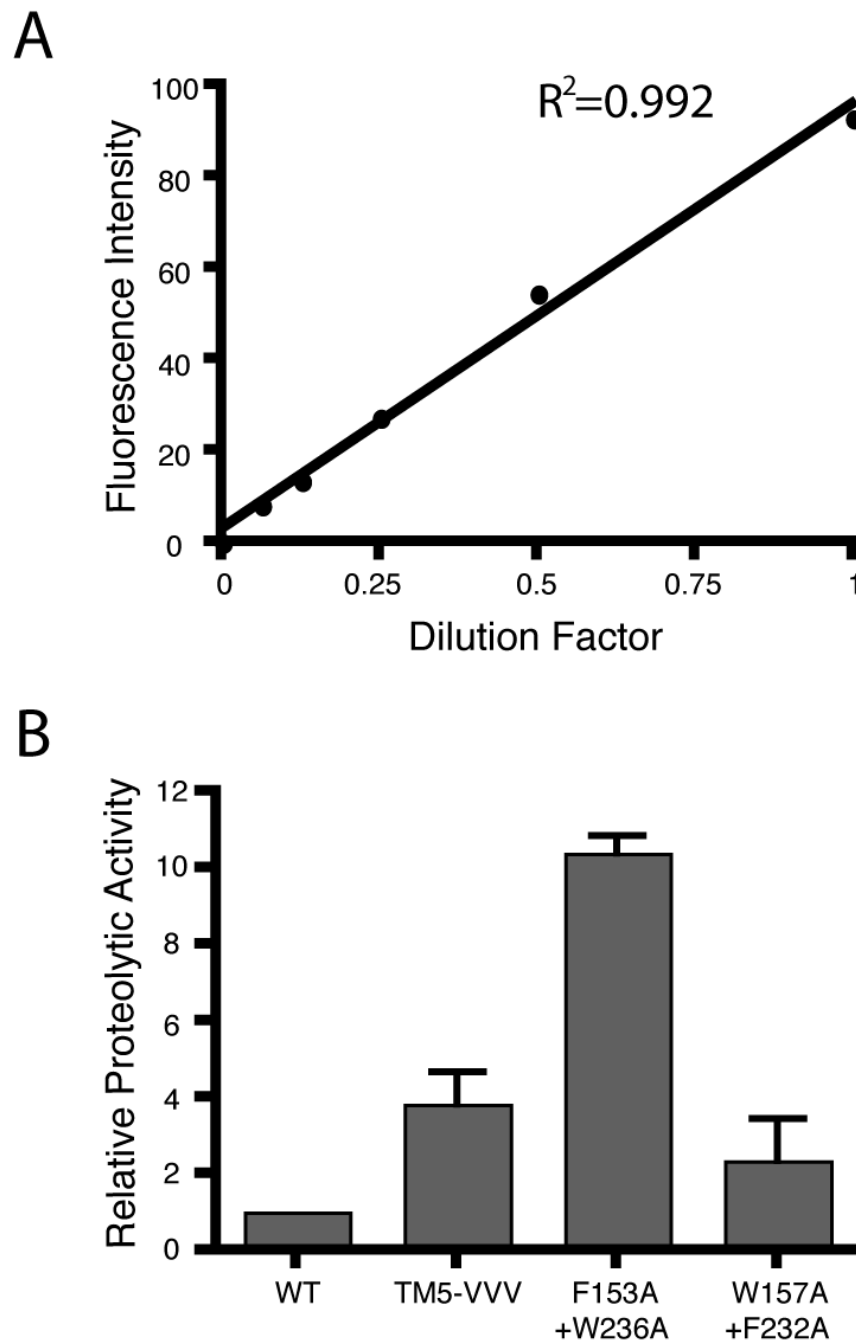 A
R²=0.992
Fluorescence Intensity
100
80
60
40
20
0
0 0.25 0.5 0.75 1
Dilution Factor
B
Relative Proteolytic Activity
12
10
8
6
4
2
0
WT TM5-VVV F153A W157A
+W236A +F232A